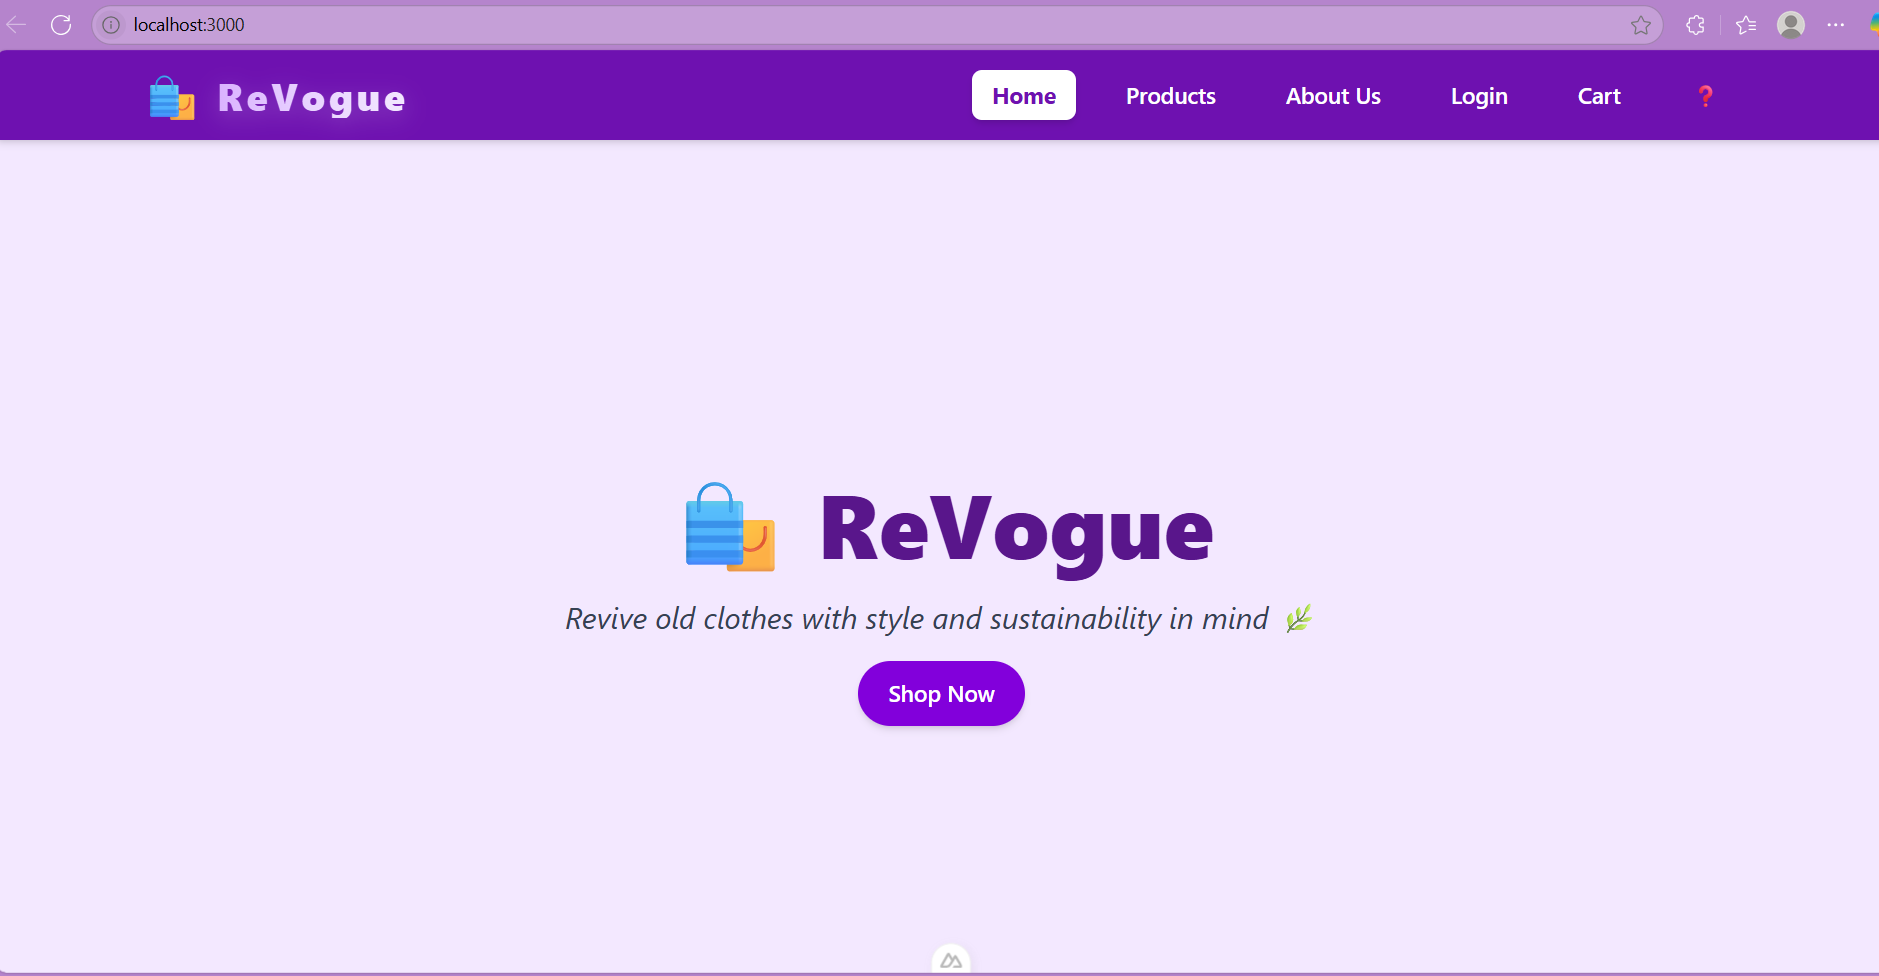 localhost:3000
ReVogue
Home
Products
About Us
Login
Cart
❓
ReVogue
Revive old clothes with style and sustainability in mind 🌿
Shop Now